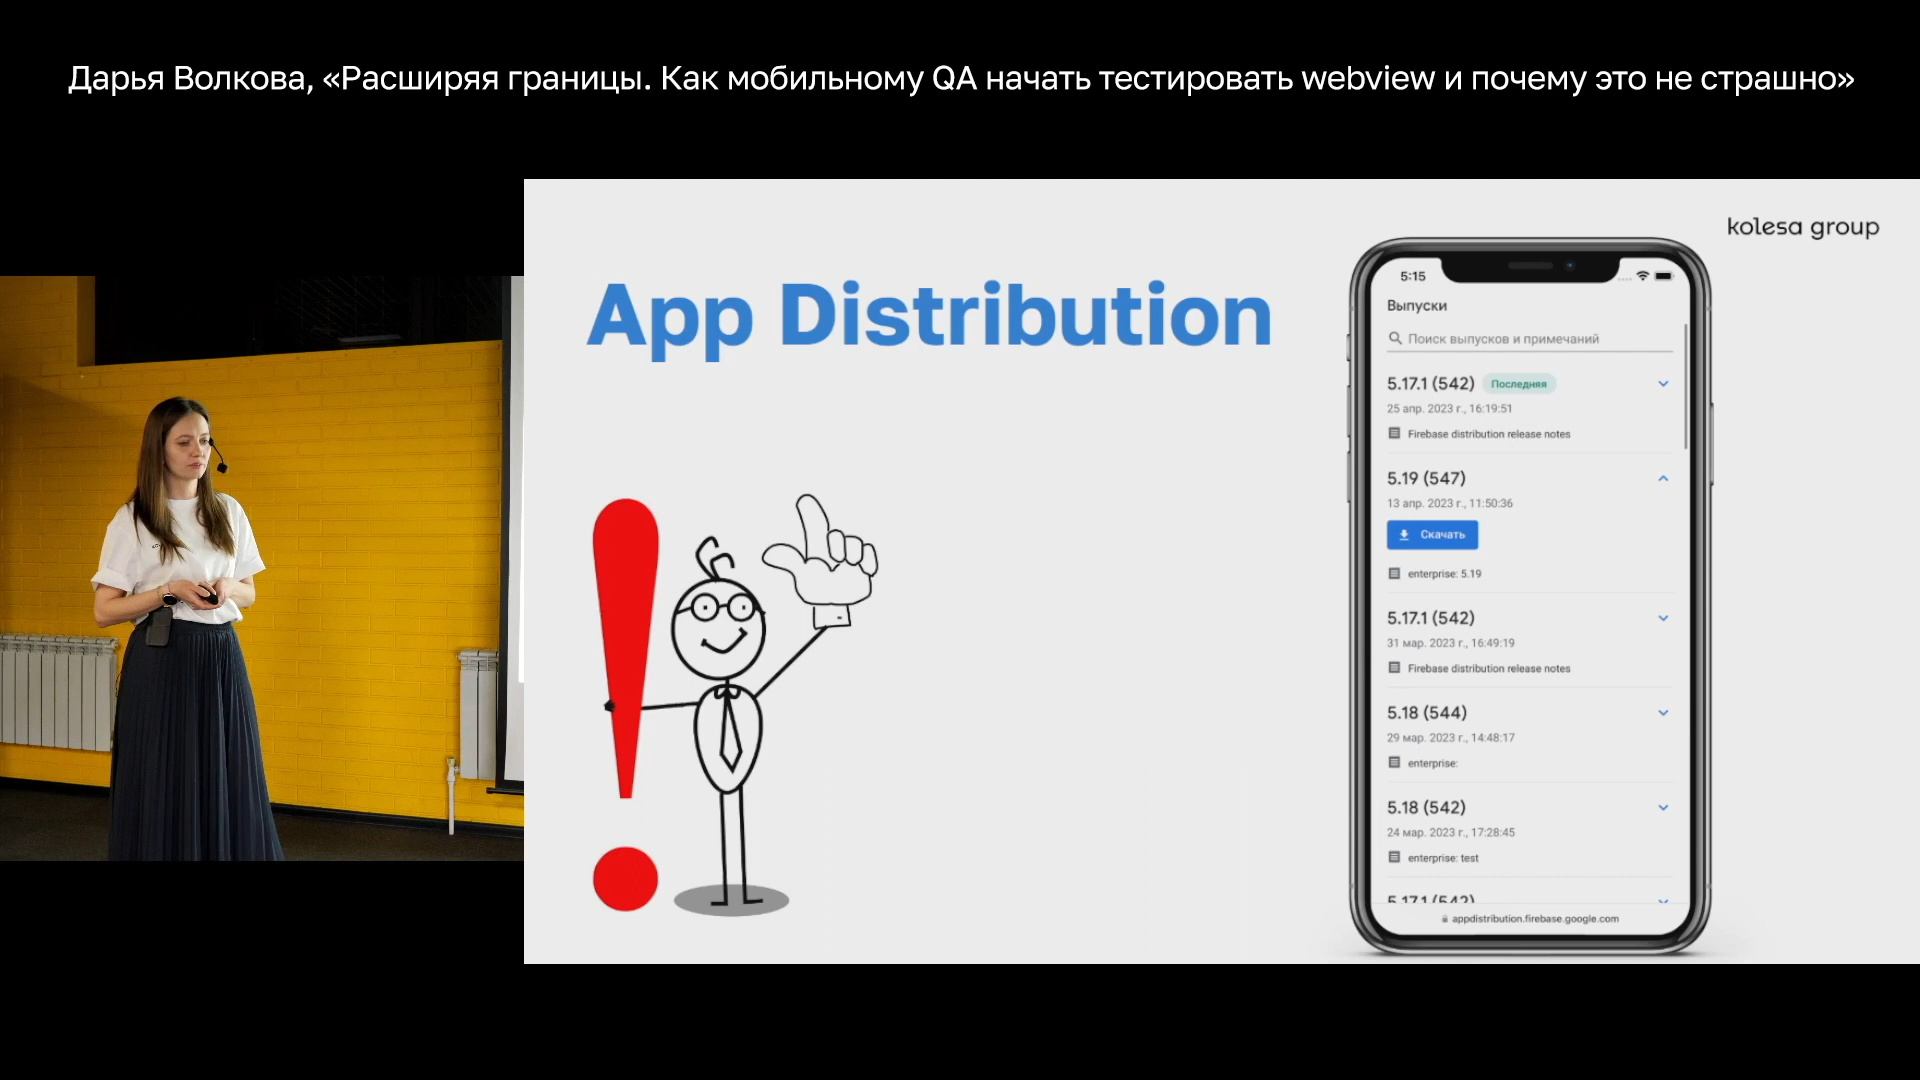 Дарья Волкова, «Расширяя границы. Как мобильному QA начать тестировать webview и почему это не страшно»
kolesa group
App Distribution
5:15
Выпуски
Поиск выпусков и примечаний
5.17.1 (542) Последняя
25 апр. 2023 г., 16:19:51
Firebase distribution release notes
5.19 (547)
13 апр. 2023 г., 11:50:36
Скачать
enterprise: 5.19
5.17.1 (542)
31 мар. 2023 г., 16:49:19
Firebase distribution release notes
5.18 (544)
29 мар. 2023 г., 14:48:17
enterprise:
5.18 (542)
24 мар. 2023 г., 17:28:45
enterprise: test
5.17.1 (542)
appdistribution.firebase.google.com